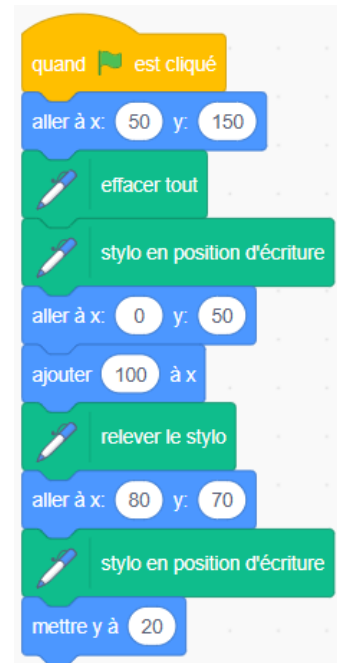 quand est cliqué
aller à x: 50 y: 150
effacer tout
stylo en position d'écriture
aller à x: 0 y: 50
ajouter 100 à x
relever le stylo
aller à x: 80 y: 70
stylo en position d'écriture
mettre y à 20